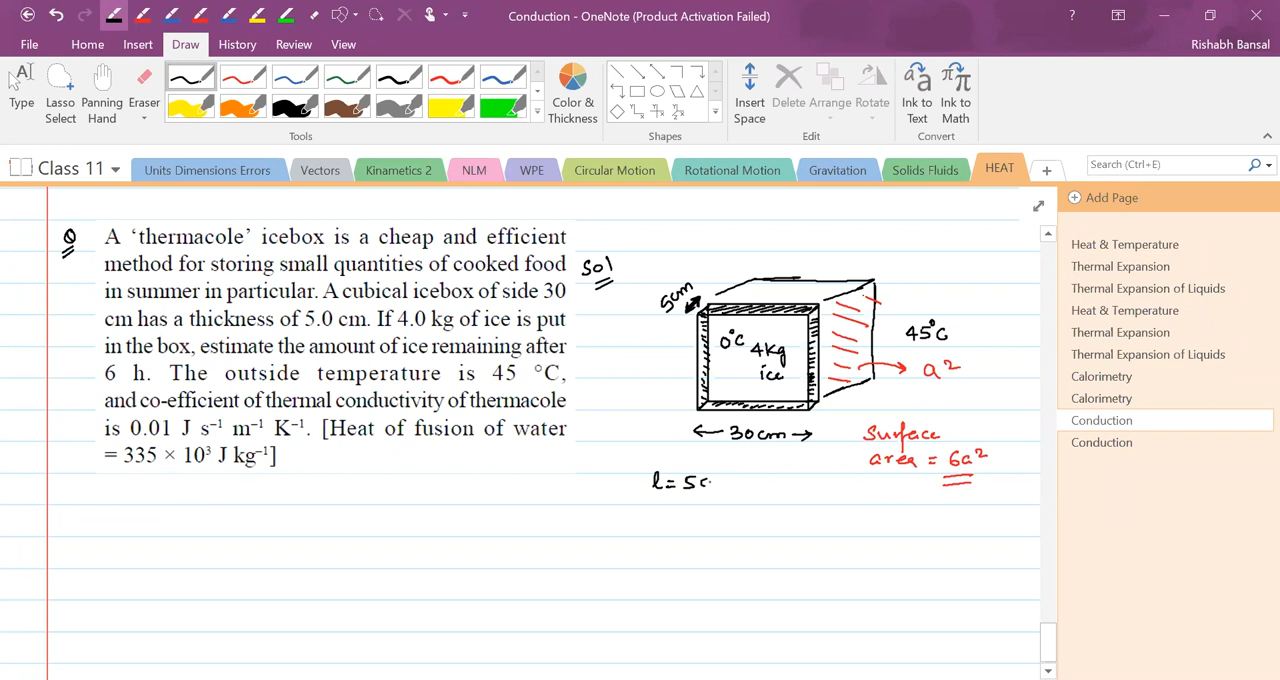 Conduction - OneNote (Product Activation Failed)
?
File Home Insert Draw History Review View
Rishabh Bansal
Type
Lasso Select
Panning Hand
Eraser
Color & Thickness
Insert Space
Delete
Arrange
Rotate
Ink to Text
Ink to Math
Tools
Shapes
Edit
Convert
Class 11
Units Dimensions Errors
Vectors
Kinametics 2
NLM
WPE
Circular Motion
Rotational Motion
Gravitation
Solids Fluids
HEAT
Search (Ctrl+E)
Add Page
Heat & Temperature
Thermal Expansion
Thermal Expansion of Liquids
Heat & Temperature
Thermal Expansion
Thermal Expansion of Liquids
Calorimetry
Calorimetry
Conduction
Conduction
Q
A ‘thermacole’ icebox is a cheap and efficient
method for storing small quantities of cooked food
in summer in particular. A cubical icebox of side 30
cm has a thickness of 5.0 cm. If 4.0 kg of ice is put
in the box, estimate the amount of ice remaining after
6 h. The outside temperature is 45 °C,
and co-efficient of thermal conductivity of thermacole
is 0.01 J s⁻¹ m⁻¹ K⁻¹. [Heat of fusion of water
= 335 × 10³ J kg⁻¹]
Sol
5cm
0°C 4kg
ice
45°C
a²
30cm
Surface
area = 6a²
l = 5c